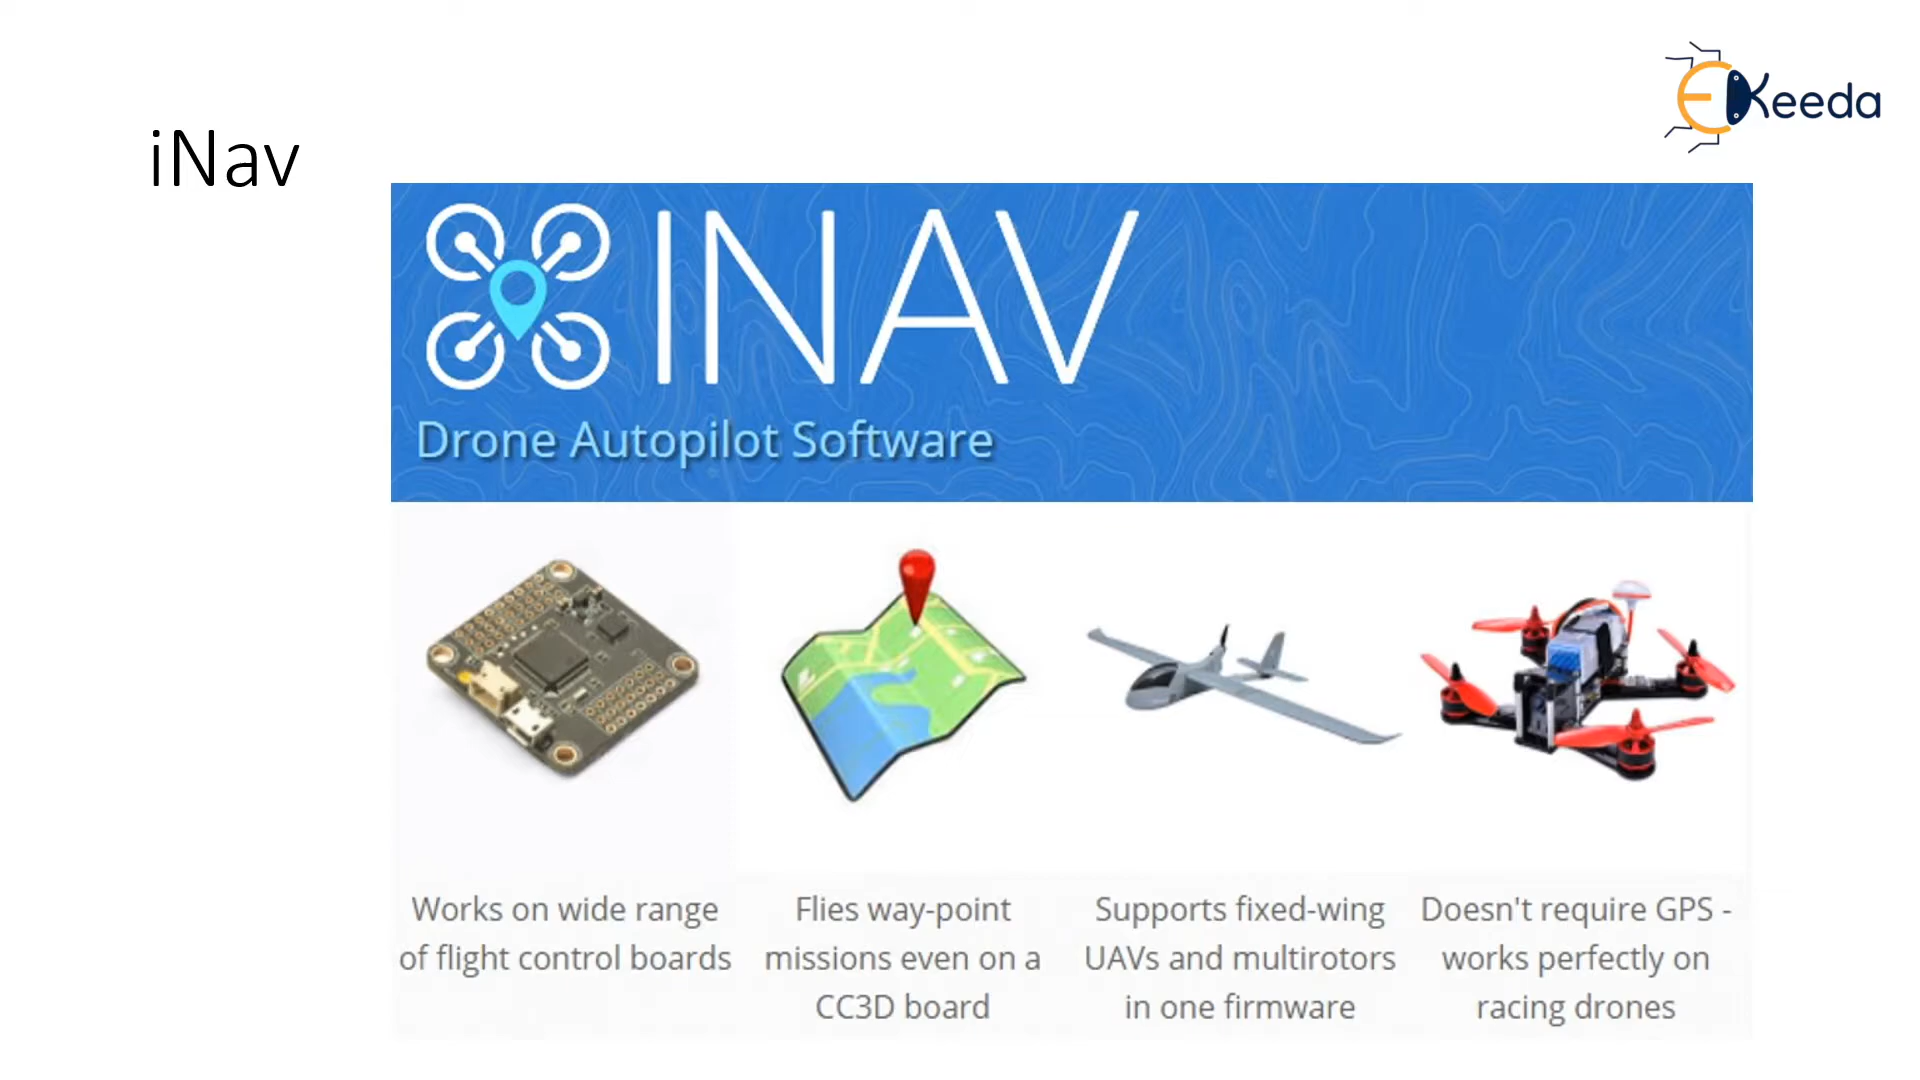 EKeeda
iNav
INAV
Drone Autopilot Software
Works on wide range
of flight control boards
Flies way-point
missions even on a
CC3D board
Supports fixed-wing
UAVs and multirotors
in one firmware
Doesn't require GPS -
works perfectly on
racing drones